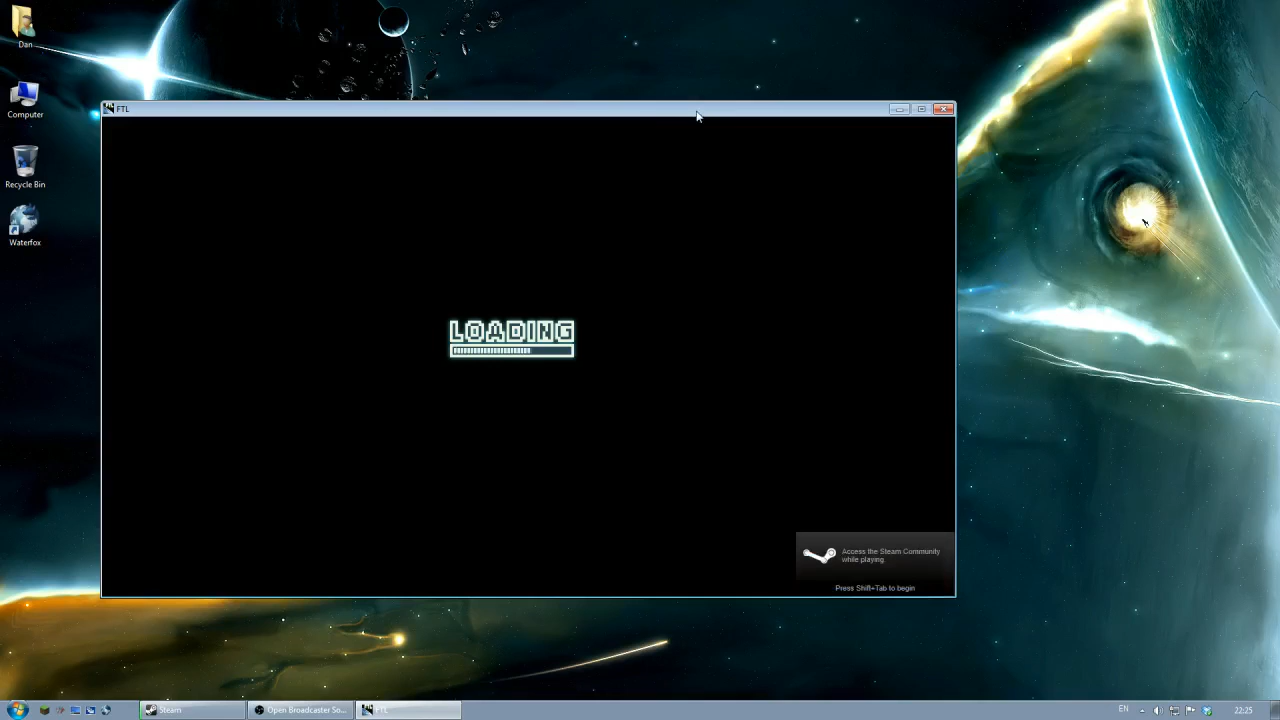 Dan
Computer
Recycle Bin
Waterfox
FTL
LOADING
Access the Steam Community
while playing.
Press Shift+Tab to begin
Steam
Open Broadcaster So...
FTL
EN
22:25